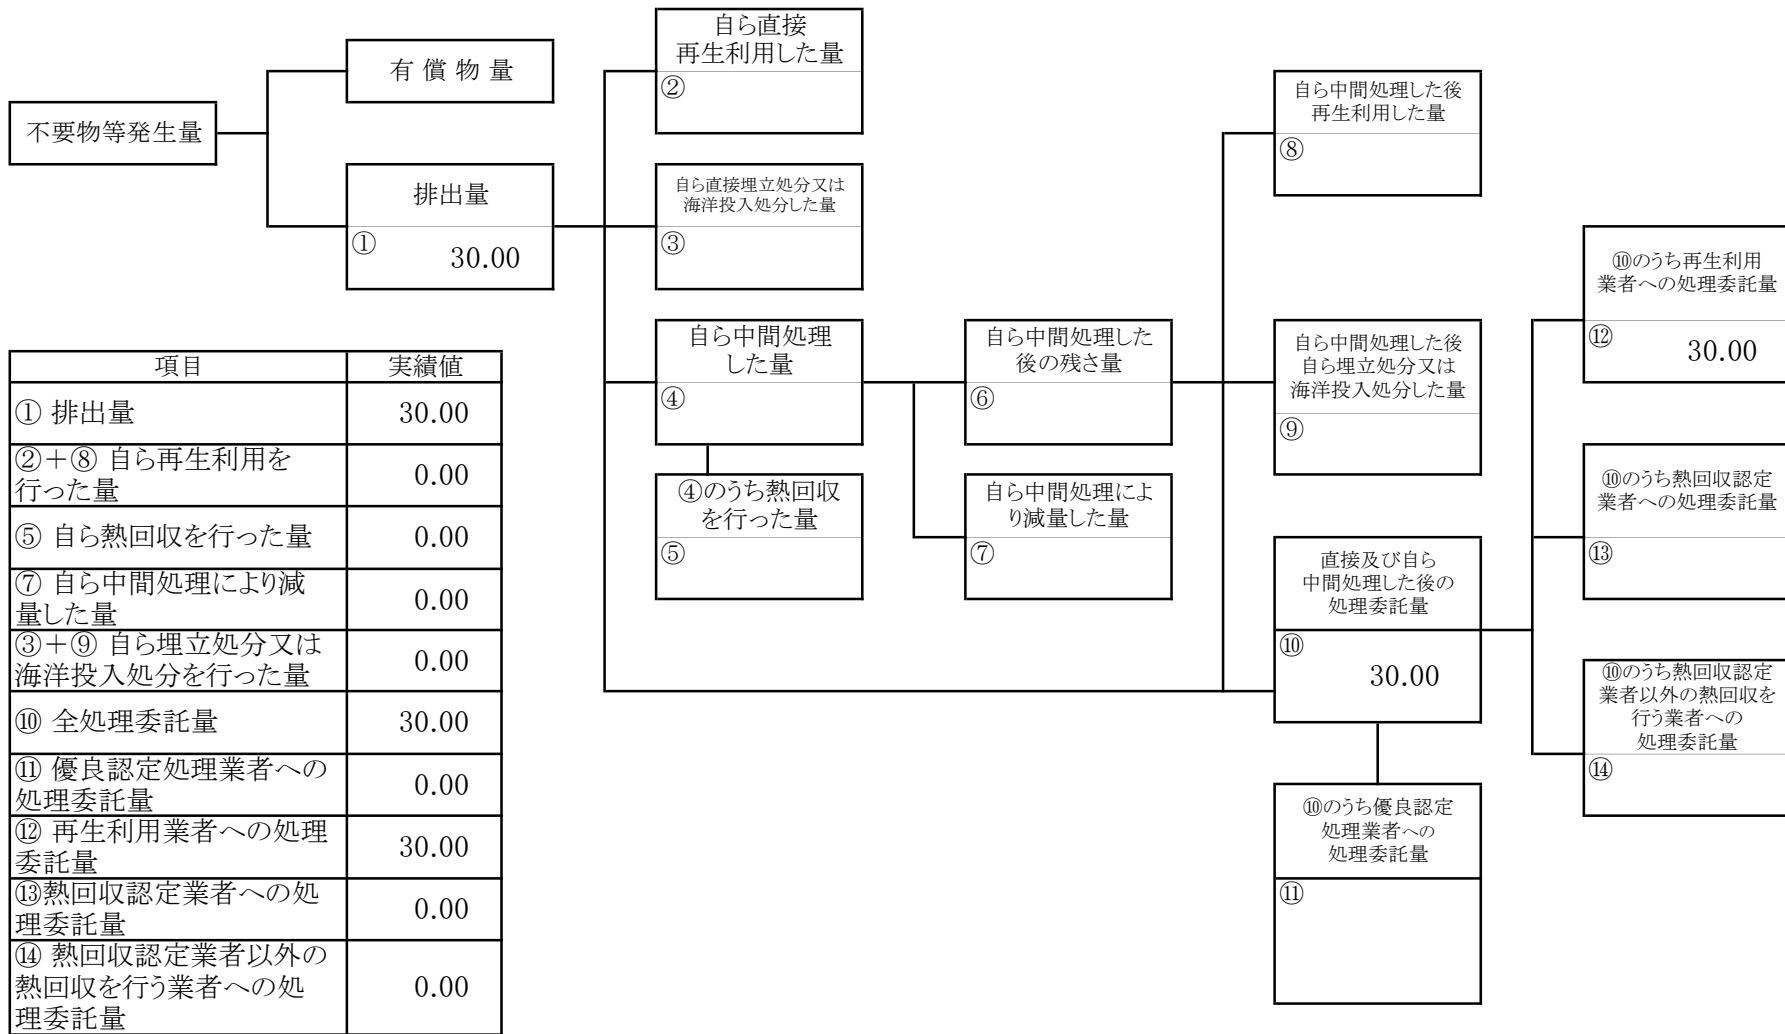 不要物等発生量
有償物量
排出量
①
30.00
自ら直接
再生利用した量
②
自ら直接埋立処分又は
海洋投入処分した量
③
自ら中間処理
した量
④
④のうち熱回収
を行った量
⑤
自ら中間処理した
後の残さ量
⑥
自ら中間処理によ
り減量した量
⑦
自ら中間処理した後
再生利用した量
⑧
自ら中間処理した後
自ら埋立処分又は
海洋投入処分した量
⑨
直接及び自ら
中間処理した後の
処理委託量
⑩
30.00
⑩のうち優良認定
処理業者への
処理委託量
⑪
⑩のうち再生利用
業者への処理委託量
⑫
30.00
⑩のうち熱回収認定
業者への処理委託量
⑬
⑩のうち熱回収認定
業者以外の熱回収を
行う業者への
処理委託量
⑭
項目 実績値
① 排出量 30.00
②+⑧ 自ら再生利用を
行った量 0.00
⑤ 自ら熱回収を行った量 0.00
⑦ 自ら中間処理により減
量した量 0.00
③+⑨ 自ら埋立処分又は
海洋投入処分を行った量 0.00
⑩ 全処理委託量 30.00
⑪ 優良認定処理業者への
処理委託量 0.00
⑫ 再生利用業者への処理
委託量 30.00
⑬熱回収認定業者への処
理委託量 0.00
⑭ 熱回収認定業者以外の
熱回収を行う業者への処
理委託量 0.00